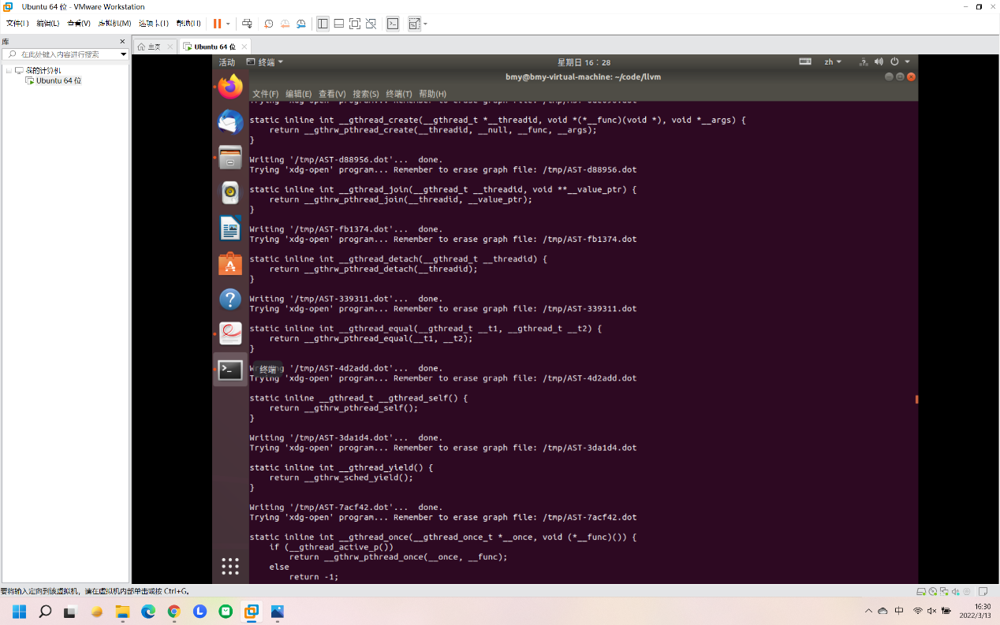 Ubuntu 64 位 - VMware Workstation
文件(F) 编辑(E) 查看(V) 虚拟机(M) 选项卡(T) 帮助(H)
库
在此处键入内容进行搜索
我的计算机
Ubuntu 64 位
主页
Ubuntu 64 位
活动 终端 星期日 16：28 zh
bmy@bmy-virtual-machine: ~/code/llvm
文件(F) 编辑(E) 查看(V) 搜索(S) 终端(T) 帮助(H)
static inline int __gthread_create(__gthread_t *__threadid, void *(*__func)(void *), void *__args) {
    return __gthrw_pthread_create(__threadid, __null, __func, __args);
}
Writing '/tmp/AST-d88956.dot'...  done.
Trying 'xdg-open' program... Remember to erase graph file: /tmp/AST-d88956.dot
static inline int __gthread_join(__gthread_t __threadid, void **__value_ptr) {
    return __gthrw_pthread_join(__threadid, __value_ptr);
}
Writing '/tmp/AST-fb1374.dot'...  done.
Trying 'xdg-open' program... Remember to erase graph file: /tmp/AST-fb1374.dot
static inline int __gthread_detach(__gthread_t __threadid) {
    return __gthrw_pthread_detach(__threadid);
}
Writing '/tmp/AST-339311.dot'...  done.
Trying 'xdg-open' program... Remember to erase graph file: /tmp/AST-339311.dot
static inline int __gthread_equal(__gthread_t __t1, __gthread_t __t2) {
    return __gthrw_pthread_equal(__t1, __t2);
}
'/tmp/AST-4d2add.dot'...  done.
终端
'xdg-open' program... Remember to erase graph file: /tmp/AST-4d2add.dot
static inline __gthread_t __gthread_self() {
    return __gthrw_pthread_self();
}
Writing '/tmp/AST-3da1d4.dot'...  done.
Trying 'xdg-open' program... Remember to erase graph file: /tmp/AST-3da1d4.dot
static inline int __gthread_yield() {
    return __gthrw_sched_yield();
}
Writing '/tmp/AST-7acf42.dot'...  done.
Trying 'xdg-open' program... Remember to erase graph file: /tmp/AST-7acf42.dot
static inline int __gthread_once(__gthread_once_t *__once, void (*__func)()) {
    if (__gthread_active_p())
        return __gthrw_pthread_once(__once, __func);
    else
        return -1;
要将输入定向到该虚拟机，请在虚拟机内部单击或按 Ctrl+G。
中
16:30
2022/3/13